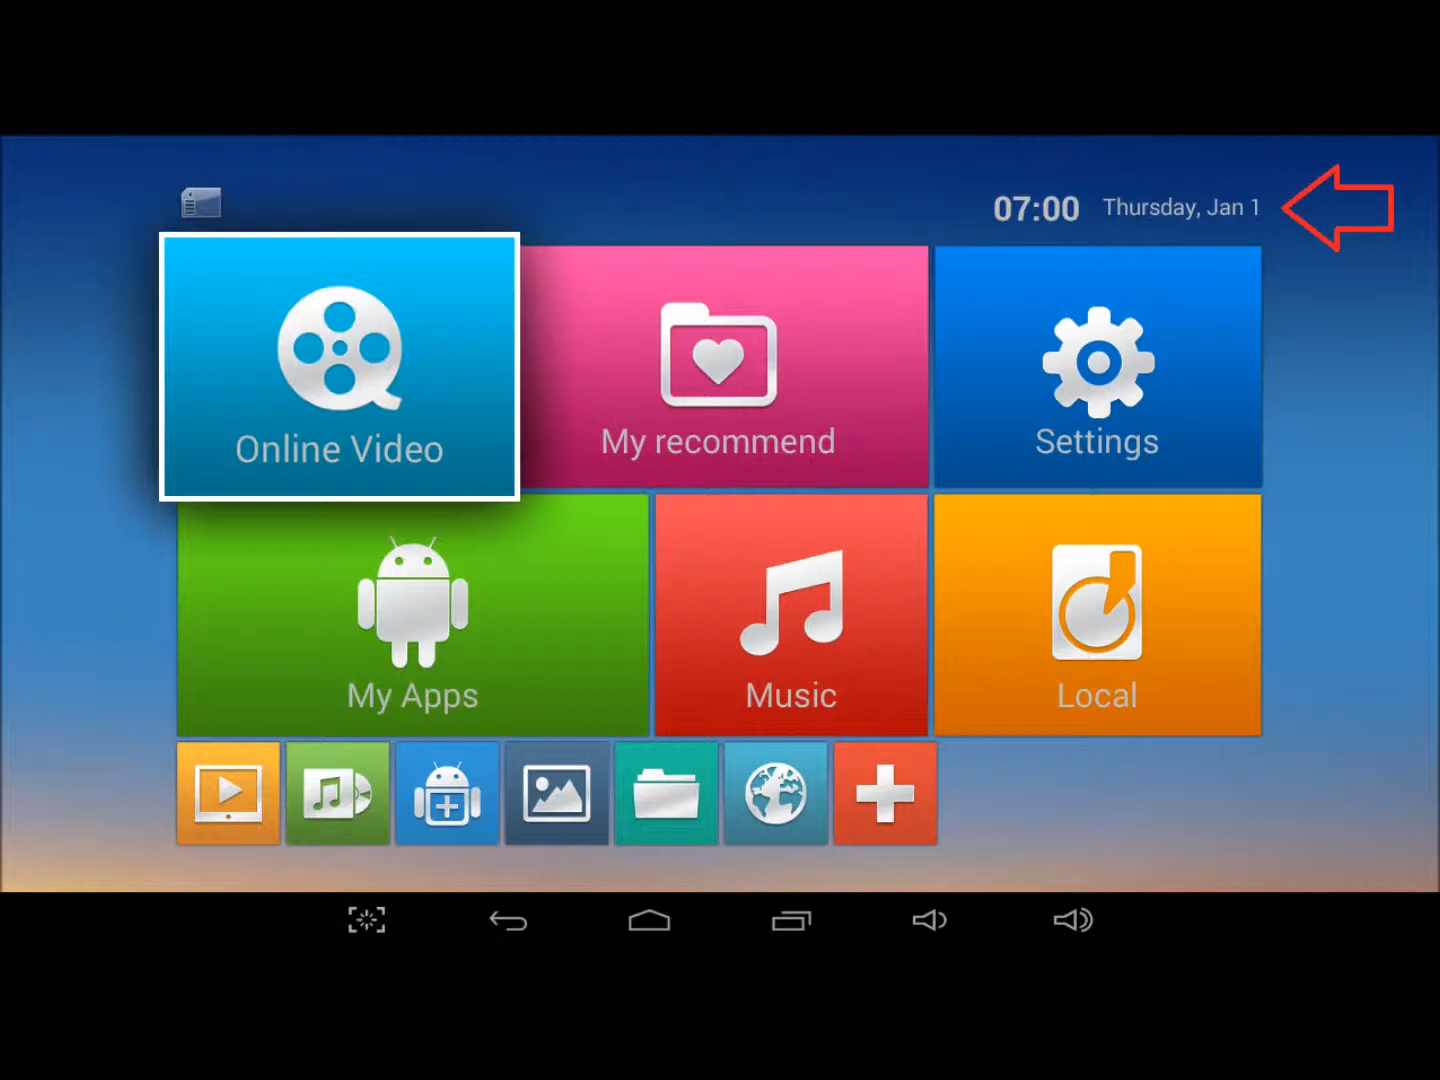 07:00 Thursday, Jan 1
Online Video
My recommend
Settings
My Apps
Music
Local